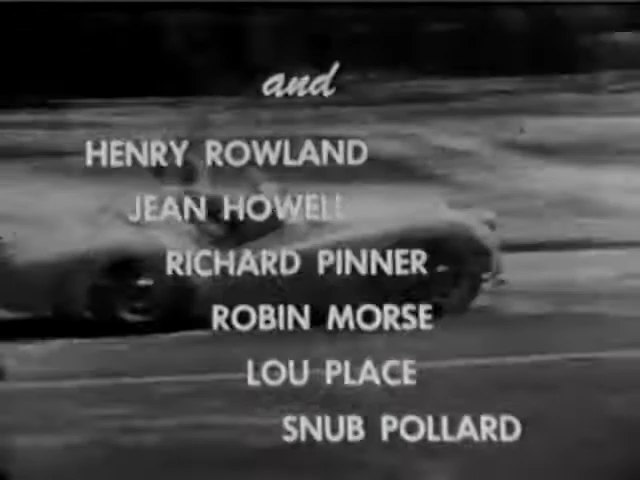 and
HENRY ROWLAND
JEAN HOWELL
RICHARD PINNER
ROBIN MORSE
LOU PLACE
SNUB POLLARD